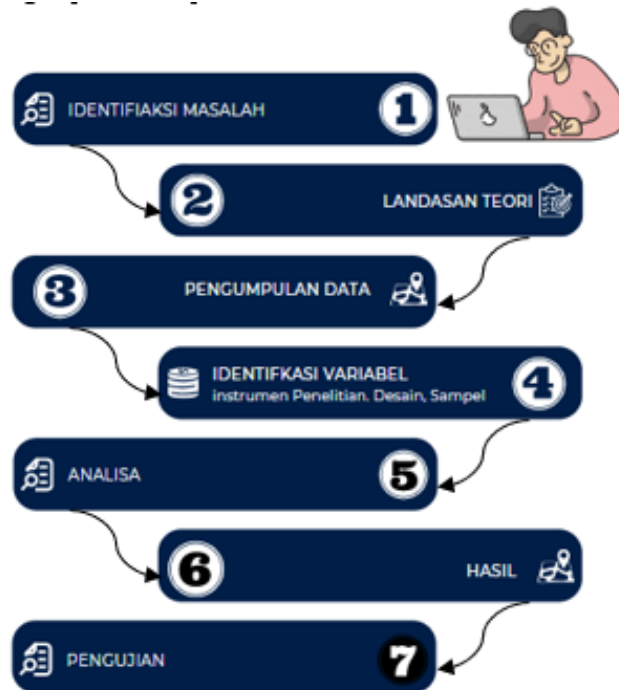 IDENTIFIAKSI MASALAH 1
2 LANDASAN TEORI
3 PENGUMPULAN DATA
IDENTIFKASI VARIABEL 4
instrumen Penelitian. Desain, Sampel
ANALISA 5
6 HASIL
PENGUJIAN 7